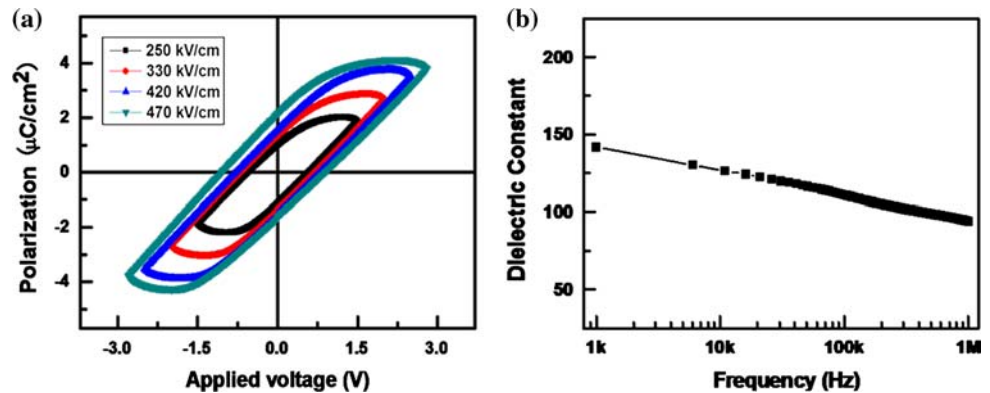 (a)
250 kV/cm
330 kV/cm
420 kV/cm
470 kV/cm
Polarization (μC/cm²)
4
2
0
-2
-4
-3.0 -1.5 0.0 1.5 3.0
Applied voltage (V)
(b)
Dielectric Constant
200
150
100
50
1k 10k 100k 1M
Frequency (Hz)